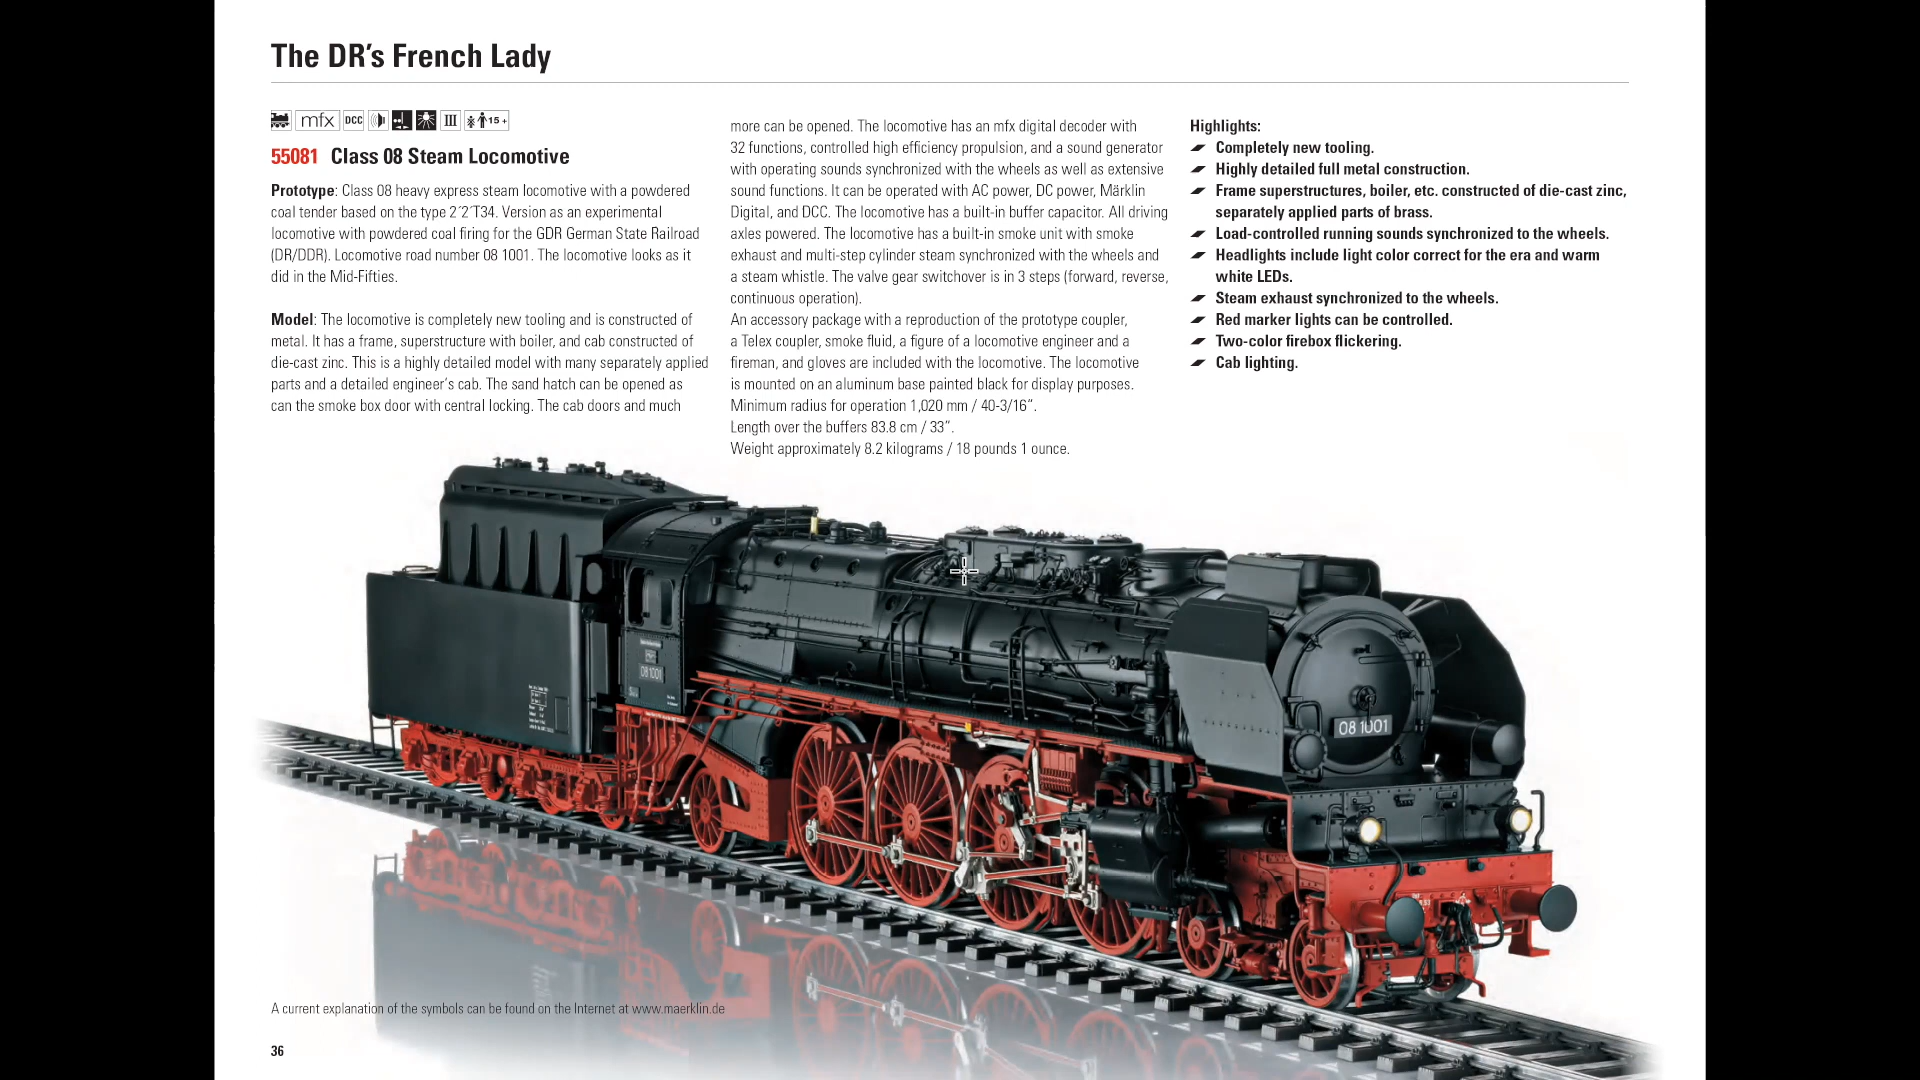 The DR’s French Lady
mfx DCC III 15 +
55081 Class 08 Steam Locomotive
Prototype: Class 08 heavy express steam locomotive with a powdered
coal tender based on the type 2´2´T34. Version as an experimental
locomotive with powdered coal firing for the GDR German State Railroad
(DR/DDR). Locomotive road number 08 1001. The locomotive looks as it
did in the Mid-Fifties.
Model: The locomotive is completely new tooling and is constructed of
metal. It has a frame, superstructure with boiler, and cab constructed of
die-cast zinc. This is a highly detailed model with many separately applied
parts and a detailed engineer’s cab. The sand hatch can be opened as
can the smoke box door with central locking. The cab doors and much
more can be opened. The locomotive has an mfx digital decoder with
32 functions, controlled high efficiency propulsion, and a sound generator
with operating sounds synchronized with the wheels as well as extensive
sound functions. It can be operated with AC power, DC power, Märklin
Digital, and DCC. The locomotive has a built-in buffer capacitor. All driving
axles powered. The locomotive has a built-in smoke unit with smoke
exhaust and multi-step cylinder steam synchronized with the wheels and
a steam whistle. The valve gear switchover is in 3 steps (forward, reverse,
continuous operation).
An accessory package with a reproduction of the prototype coupler,
a Telex coupler, smoke fluid, a figure of a locomotive engineer and a
fireman, and gloves are included with the locomotive. The locomotive
is mounted on an aluminum base painted black for display purposes.
Minimum radius for operation 1,020 mm / 40-3/16”.
Length over the buffers 83.8 cm / 33”.
Weight approximately 8.2 kilograms / 18 pounds 1 ounce.
Highlights:
Completely new tooling.
Highly detailed full metal construction.
Frame superstructures, boiler, etc. constructed of die-cast zinc,
separately applied parts of brass.
Load-controlled running sounds synchronized to the wheels.
Headlights include light color correct for the era and warm
white LEDs.
Steam exhaust synchronized to the wheels.
Red marker lights can be controlled.
Two-color firebox flickering.
Cab lighting.
08 1001
08 1001
A current explanation of the symbols can be found on the Internet at www.maerklin.de
36